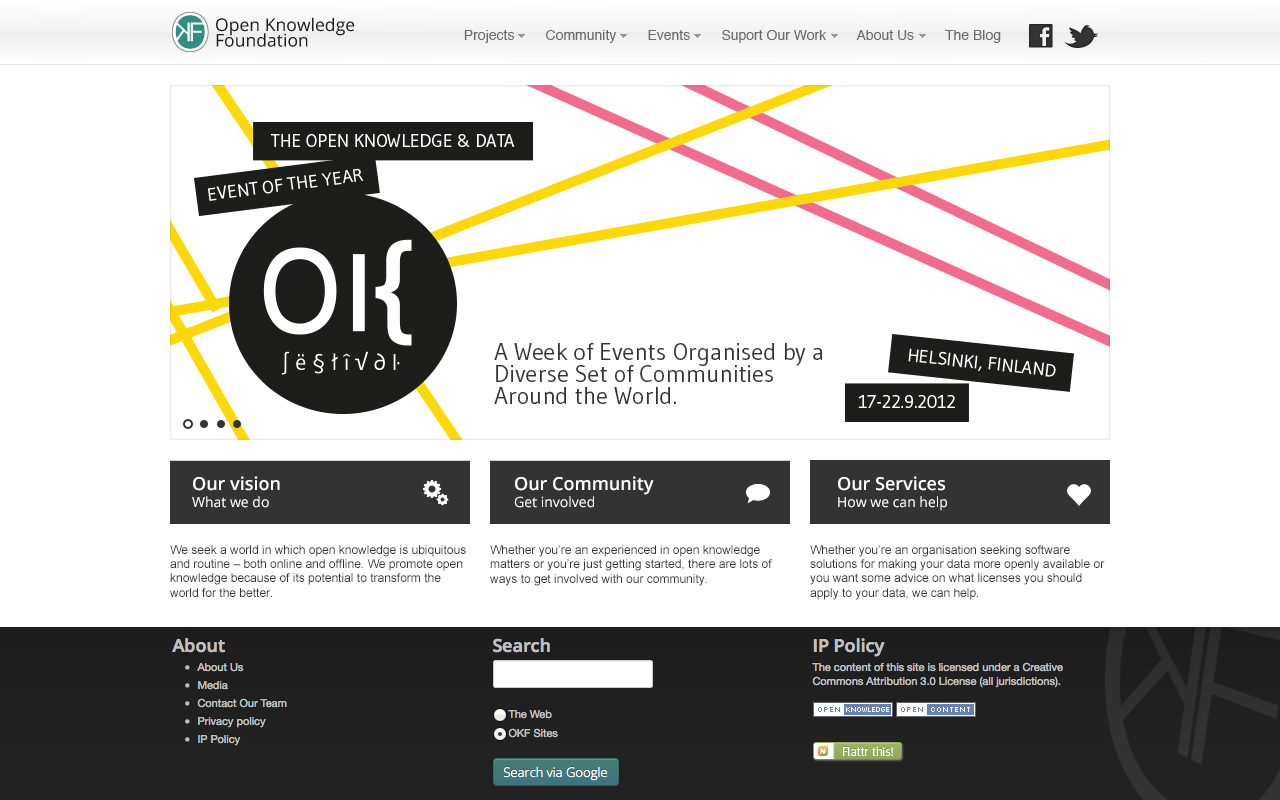 Open Knowledge
Foundation
Projects
Community
Events
Suport Our Work
About Us
The Blog
THE OPEN KNOWLEDGE & DATA
EVENT OF THE YEAR
OK
ʃë§łîѴ∂ŀ
A Week of Events Organised by a
Diverse Set of Communities
Around the World.
HELSINKI, FINLAND
17-22.9.2012
Our vision
What we do
We seek a world in which open knowledge is ubiquitous
and routine – both online and offline. We promote open
knowledge because of its potential to transform the
world for the better.
Our Community
Get involved
Whether you’re an experienced in open knowledge
matters or you’re just getting started, there are lots of
ways to get involved with our community.
Our Services
How we can help
Whether you’re an organisation seeking software
solutions for making your data more openly available or
you want some advice on what licenses you should
apply to your data, we can help.
About
About Us
Media
Contact Our Team
Privacy policy
IP Policy
Search
The Web
OKF Sites
Search via Google
IP Policy
The content of this site is licensed under a Creative
Commons Attribution 3.0 License (all jurisdictions).
OPEN KNOWLEDGE
OPEN CONTENT
Flattr this!